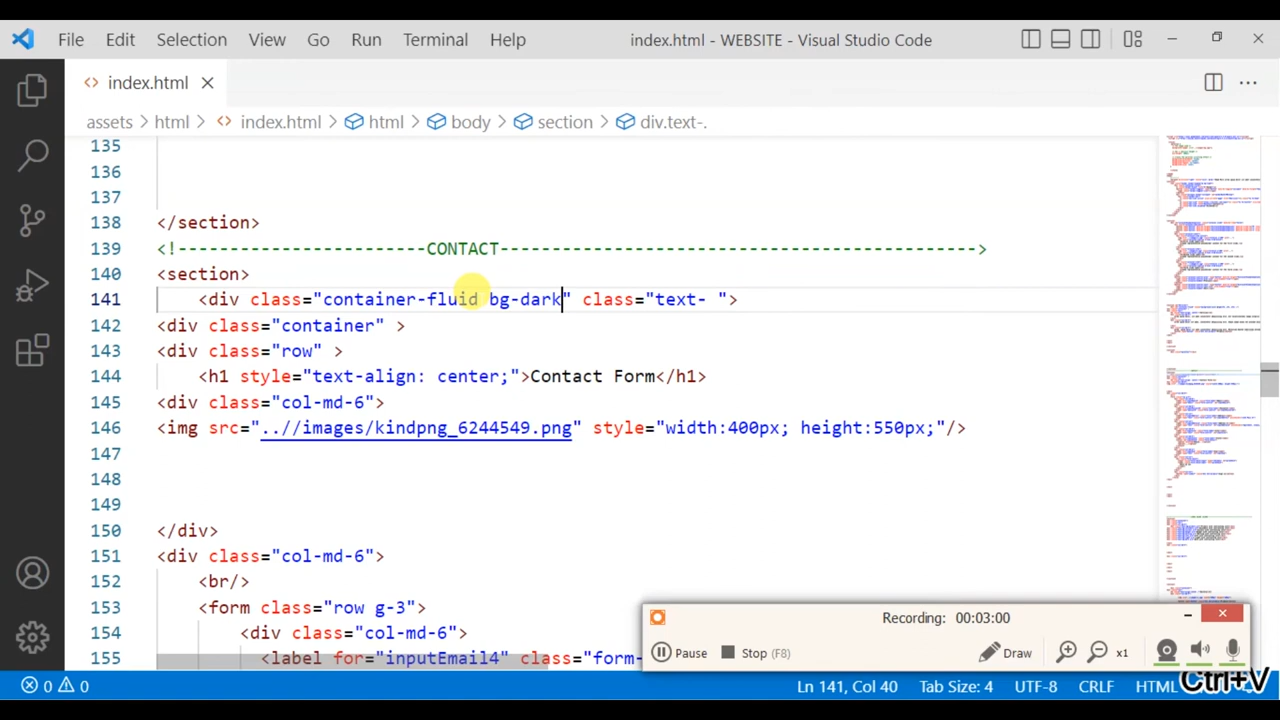 File Edit Selection View Go Run Terminal Help index.html - WEBSITE - Visual Studio Code
index.html
assets > html > index.html > html > body > section > div.text-.
135
136
137
138 </section>
139 <!------------------------CONTACT---------------------------------------------->
140 <section>
141 <div class="container-fluid bg-dark" class="text- ">
142 <div class="container" >
143 <div class="row" >
144 <h1 style="text-align: center;">Contact Form</h1>
145 <div class="col-md-6">
146 <img src="..//images/kindpng_6244549.png" style="width:400px; height:550px;"/>
147
148
149
150 </div>
151 <div class="col-md-6">
152 <br/>
153 <form class="row g-3">
154 <div class="col-md-6">
155 <label for="inputEmail4" class="form-
Recording: 00:03:00
Pause Stop (F8) Draw x1
0 0 Ln 141, Col 40 Tab Size: 4 UTF-8 CRLF HTML
Ctrl+V